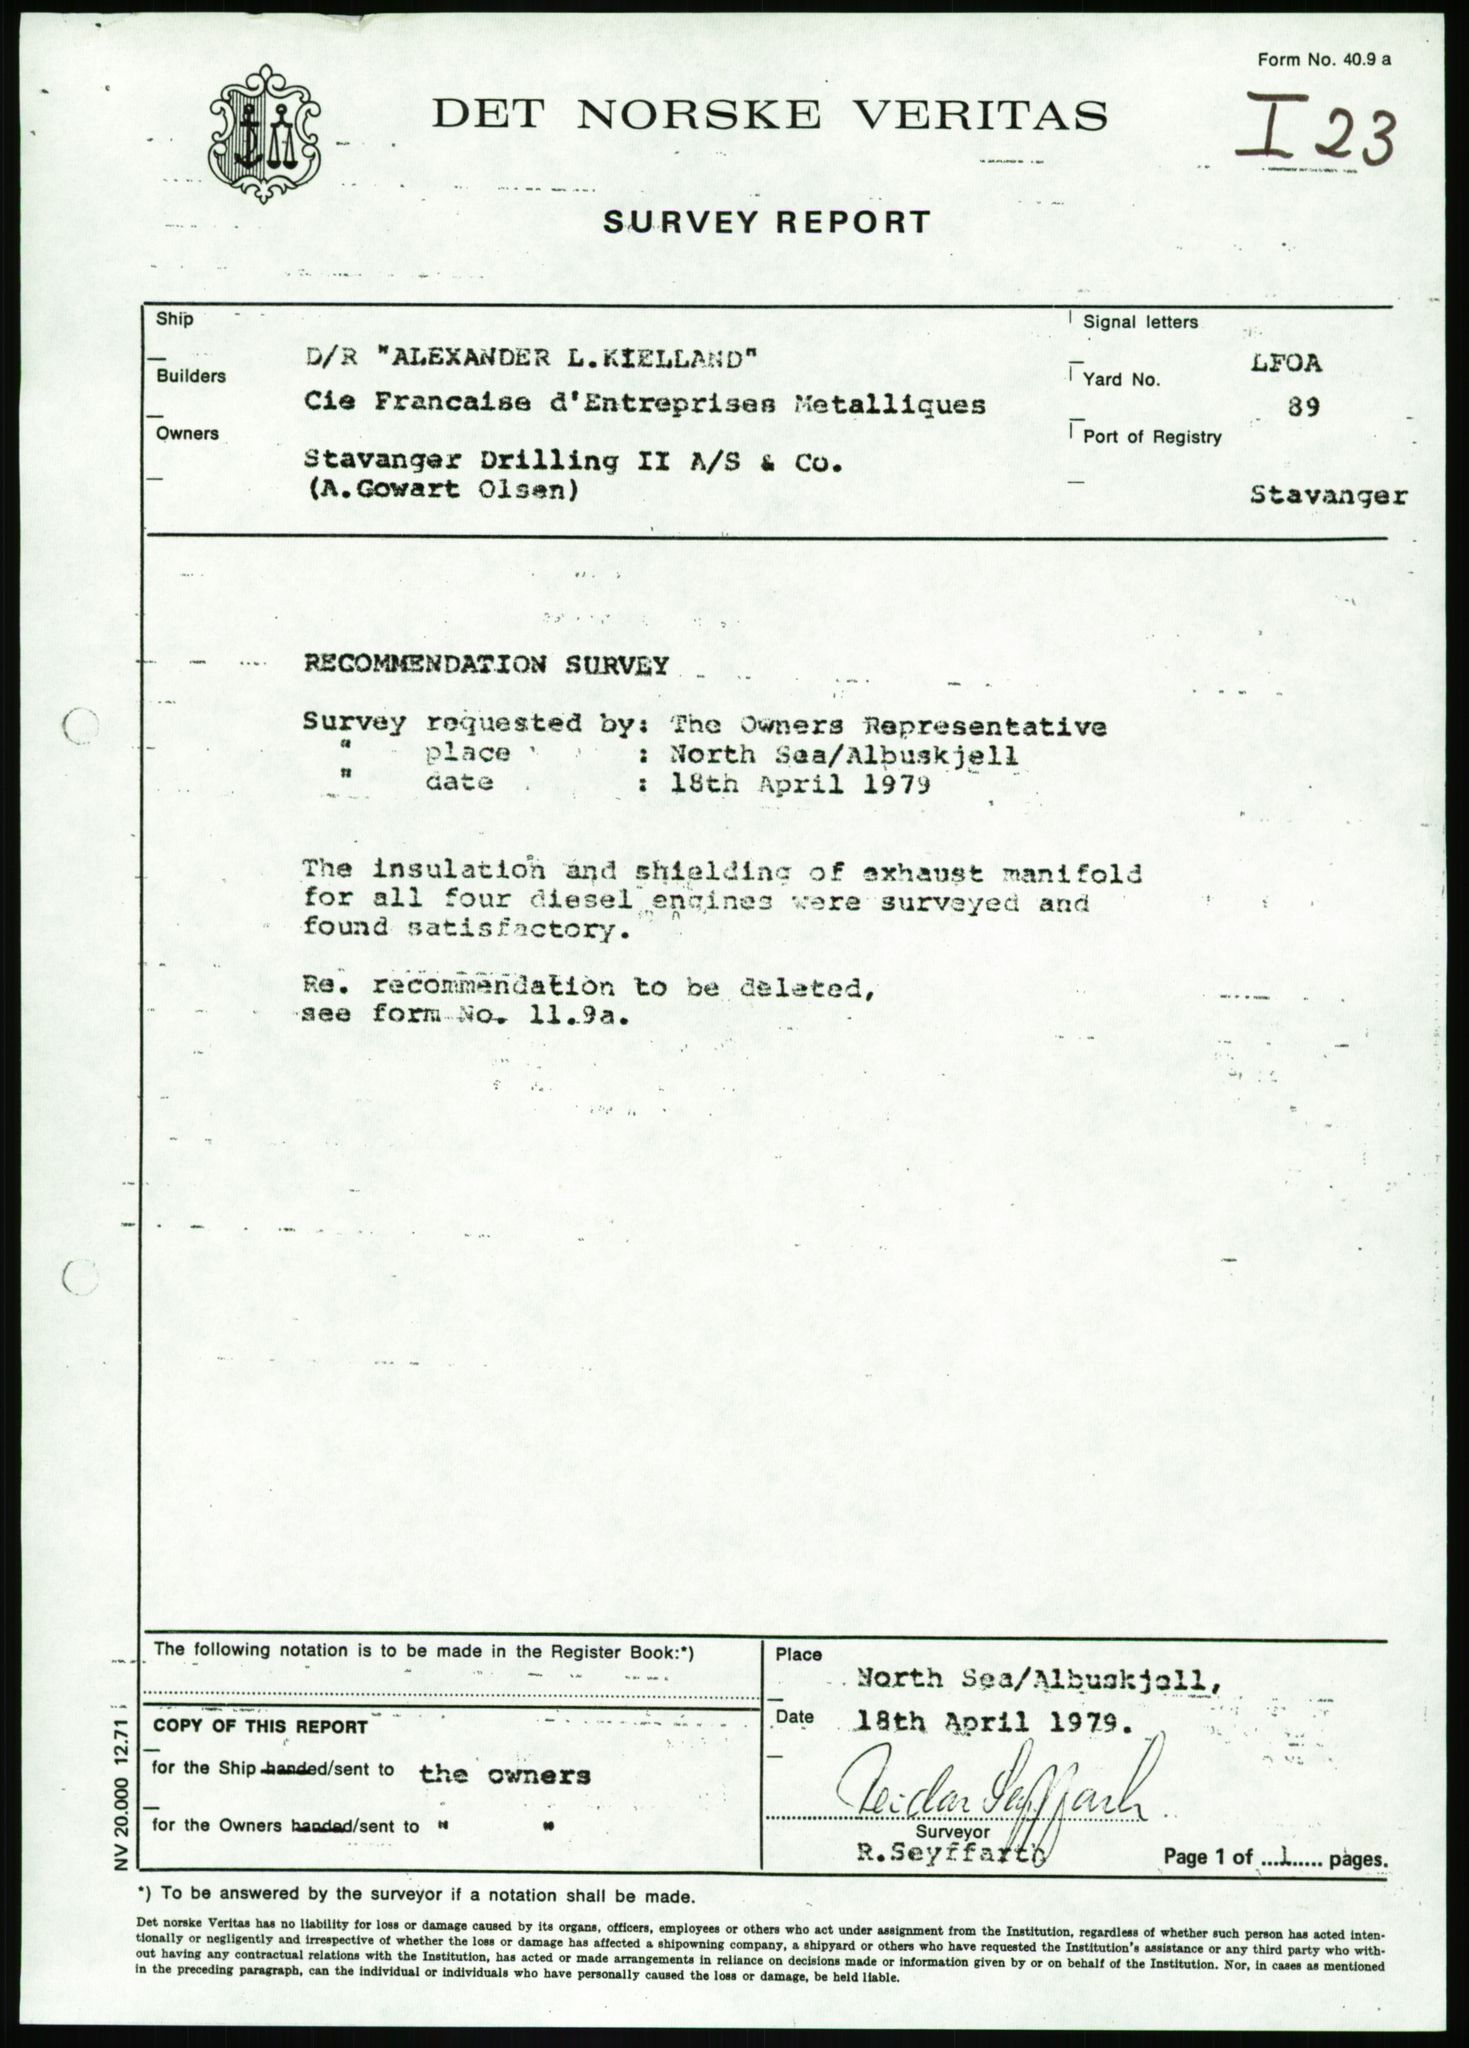 Form No. 40.9 a
I 23
DET NORSKE VERITAS
SURVEY REPORT
Ship
D/R "ALEXANDER L.KIELLAND"
Signal letters
LFOA
Builders
Cie Francaise d'Entreprises Metalliques
Yard No.
89
Owners
Stavanger Drilling II A/S & Co.
(A.Gowart Olsen)
Port of Registry
Stavanger
RECOMMENDATION SURVEY
Survey requested by: The Owners Representative
" place : North Sea/Albuskjell
" date : 18th April 1979
The insulation and shielding of exhaust manifold
for all four diesel engines were surveyed and
found satisfactory.
Re. recommendation to be deleted,
see form No. 11.9a.
The following notation is to be made in the Register Book:*)
COPY OF THIS REPORT
for the Ship handed/sent to the owners
for the Owners handed/sent to " "
Place
North Sea/Albuskjell,
Date 18th April 1979.
Reidar Seyffarth
Surveyor
R.Seyffarth
Page 1 of ...1..... pages.
NV 20.000 12.71
*) To be answered by the surveyor if a notation shall be made.
Det norske Veritas has no liability for loss or damage caused by its organs, officers, employees or others who act under assignment from the Institution, regardless of whether such person has acted inten-
tionally or negligently and irrespective of whether the loss or damage has affected a shipowning company, a shipyard or others who have requested the Institution's assistance or any third party who with-
out having any contractual relations with the Institution, has acted or made arrangements in reliance on decisions made or information given by or on behalf of the Institution. Nor, in cases as mentioned
in the preceding paragraph, can the individual or individuals who have personally caused the loss or damage, be held liable.